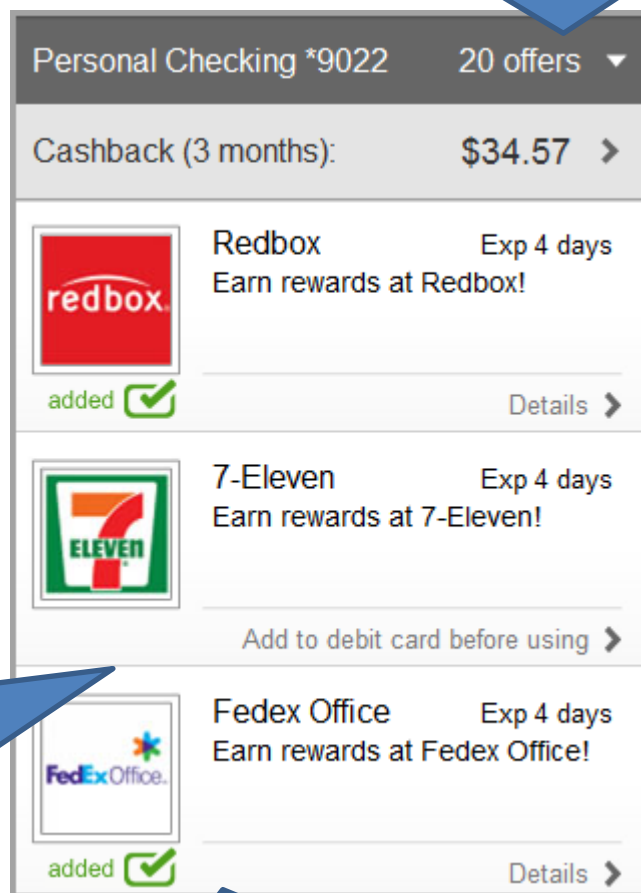 Personal Checking *9022 20 offers
Cashback (3 months): $34.57
Redbox Exp 4 days
Earn rewards at Redbox!
redbox.
added Details
7-Eleven Exp 4 days
Earn rewards at 7-Eleven!
7
ELEVEN
Add to debit card before using
Fedex Office Exp 4 days
Earn rewards at Fedex Office!
FedEx Office.
added Details